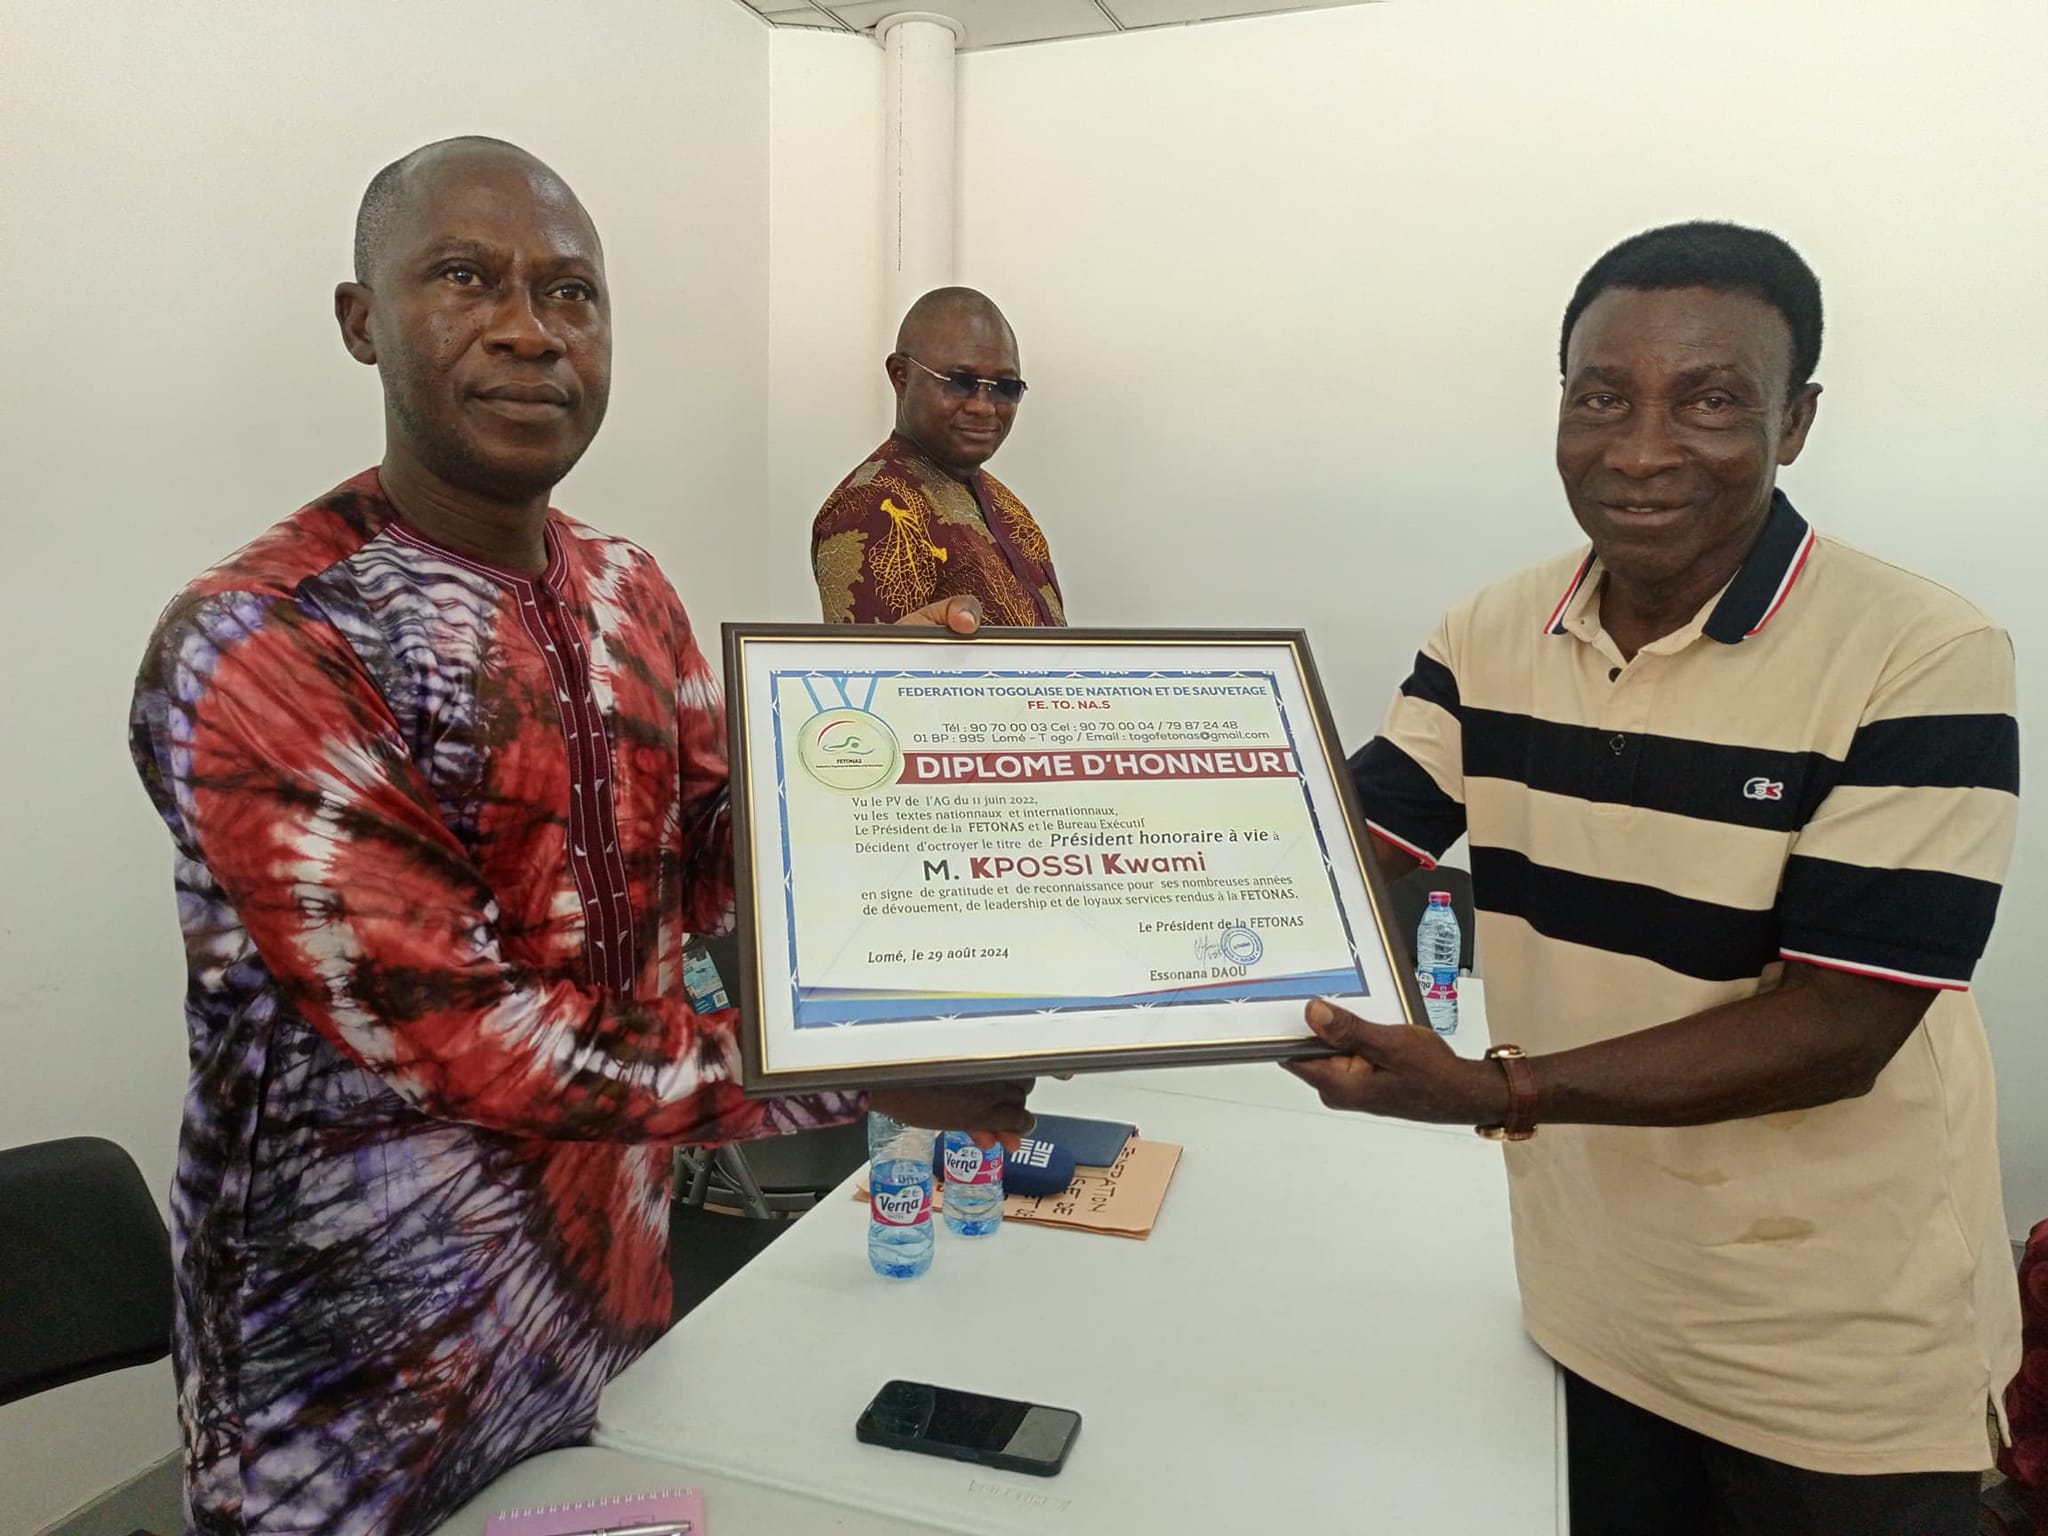 FEDERATION TOGOLAISE DE NATATION ET DE SAUVETAGE
FE. TO. NA.S
Tél : 90 70 00 03 Cel : 90 70 00 04 / 79 87 24 48
01 BP : 995 Lomé - T ogo / Email : togofetonas@gmail.com
FETONAS
DIPLOME D'HONNEUR
Vu le PV de l'AG du 11 juin 2022,
vu les textes nationnaux et internationnaux,
Le Président de la FETONAS et le Bureau Exécutif
Décident d'octroyer le titre de Président honoraire à vie à
M. KPOSSI Kwami
en signe de gratitude et de reconnaissance pour ses nombreuses années
de dévouement, de leadership et de loyaux services rendus à la FETONAS.
Le Président de la FETONAS
Lomé, le 29 août 2024
Essonana DAOU
Verna
Verna